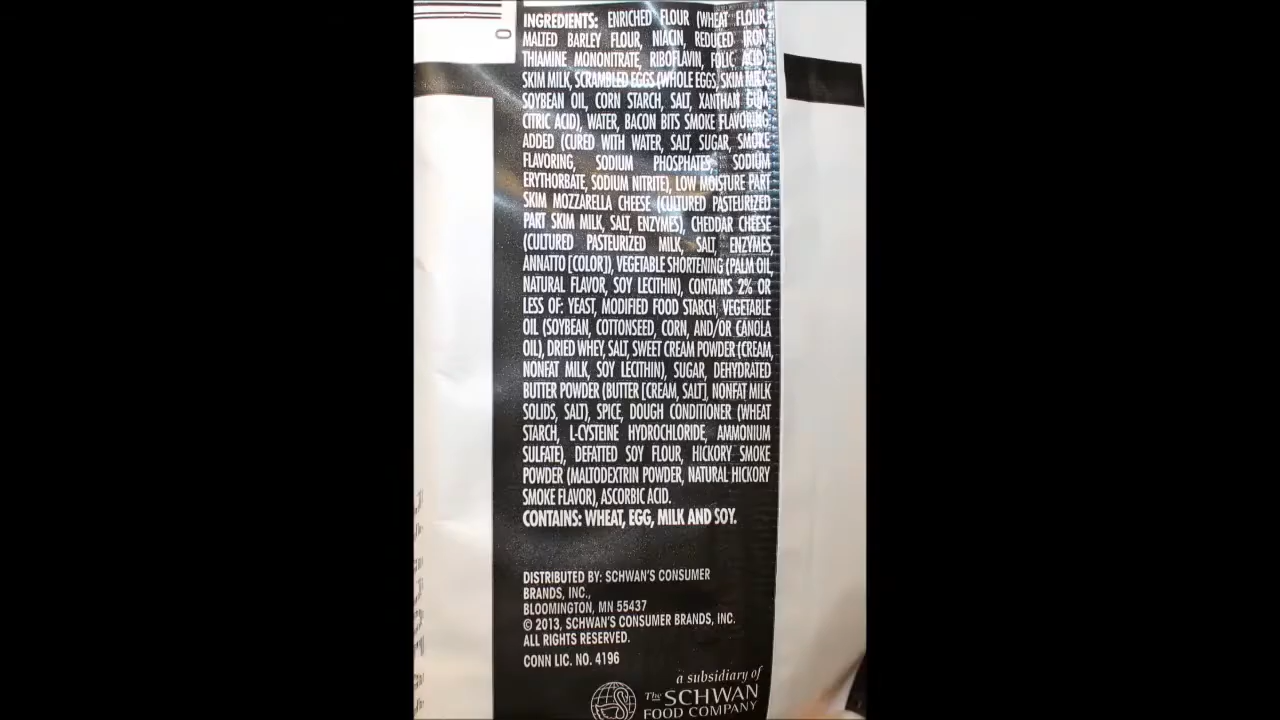 0
INGREDIENTS: ENRICHED FLOUR (WHEAT FLOUR,
MALTED BARLEY FLOUR, NIACIN, REDUCED IRON,
THIAMINE MONONITRATE, RIBOFLAVIN, FOLIC ACID),
SKIM MILK, SCRAMBLED EGGS (WHOLE EGGS, SKIM MILK,
SOYBEAN OIL, CORN STARCH, SALT, XANTHAN GUM,
CITRIC ACID), WATER, BACON BITS SMOKE FLAVORING
ADDED (CURED WITH WATER, SALT, SUGAR, SMOKE
FLAVORING, SODIUM PHOSPHATES, SODIUM
ERYTHORBATE, SODIUM NITRITE), LOW MOISTURE PART
SKIM MOZZARELLA CHEESE (CULTURED PASTEURIZED
PART SKIM MILK, SALT, ENZYMES), CHEDDAR CHEESE
(CULTURED PASTEURIZED MILK, SALT, ENZYMES,
ANNATTO [COLOR]), VEGETABLE SHORTENING (PALM OIL,
NATURAL FLAVOR, SOY LECITHIN), CONTAINS 2% OR
LESS OF: YEAST, MODIFIED FOOD STARCH, VEGETABLE
OIL (SOYBEAN, COTTONSEED, CORN, AND/OR CANOLA
OIL), DRIED WHEY, SALT, SWEET CREAM POWDER (CREAM,
NONFAT MILK, SOY LECITHIN), SUGAR, DEHYDRATED
BUTTER POWDER (BUTTER [CREAM, SALT], NONFAT MILK
SOLIDS, SALT), SPICE, DOUGH CONDITIONER (WHEAT
STARCH, L-CYSTEINE HYDROCHLORIDE, AMMONIUM
SULFATE), DEFATTED SOY FLOUR, HICKORY SMOKE
POWDER (MALTODEXTRIN POWDER, NATURAL HICKORY
SMOKE FLAVOR), ASCORBIC ACID.
CONTAINS: WHEAT, EGG, MILK AND SOY.
DISTRIBUTED BY: SCHWAN'S CONSUMER
BRANDS, INC.,
BLOOMINGTON, MN 55437
© 2013, SCHWAN'S CONSUMER BRANDS, INC.
ALL RIGHTS RESERVED.
CONN LIC. NO. 4196
a subsidiary of
The SCHWAN
FOOD COMPANY